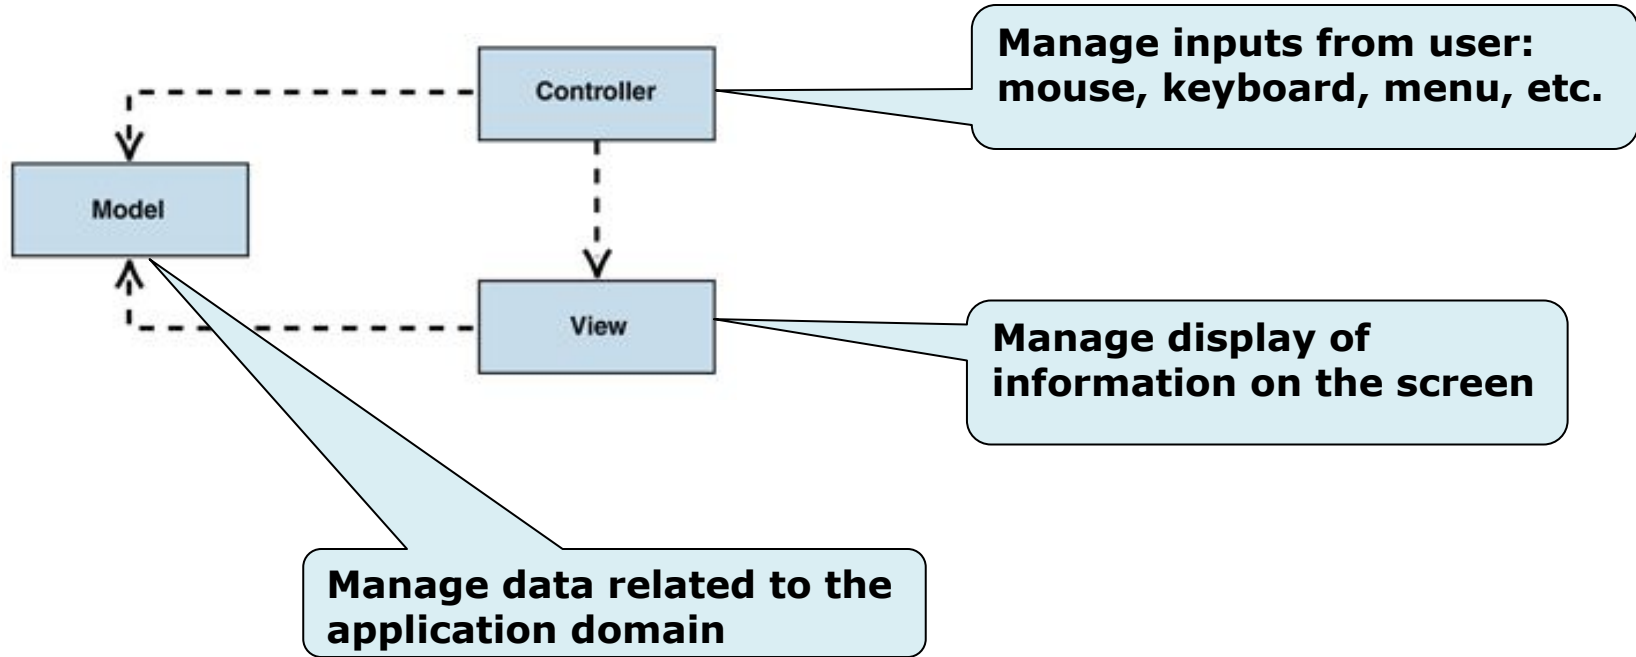 Controller
Manage inputs from user:
mouse, keyboard, menu, etc.
Model
View
Manage display of
information on the screen
Manage data related to the
application domain